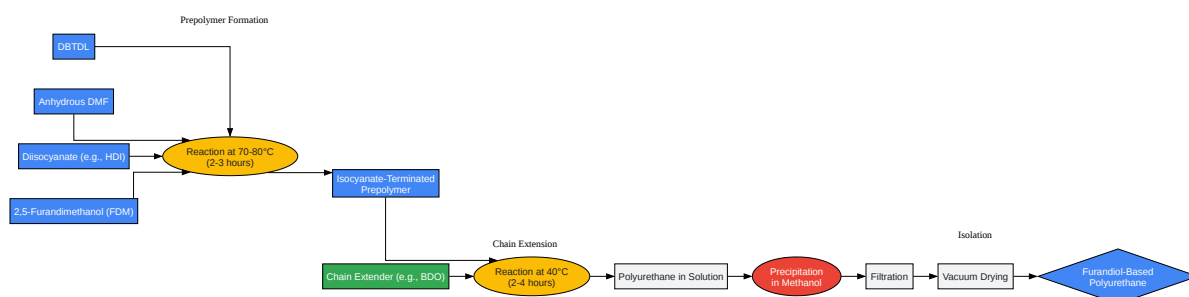 Prepolymer Formation
DBTDL
Anhydrous DMF
Diisocyanate (e.g., HDI)
2,5-Furandimethanol (FDM)
Reaction at 70-80°C
(2-3 hours)
Isocyanate-Terminated
Prepolymer
Chain Extension
Chain Extender (e.g., BDO)
Reaction at 40°C
(2-4 hours)
Polyurethane in Solution
Precipitation
in Methanol
Isolation
Filtration
Vacuum Drying
Furandiol-Based
Polyurethane